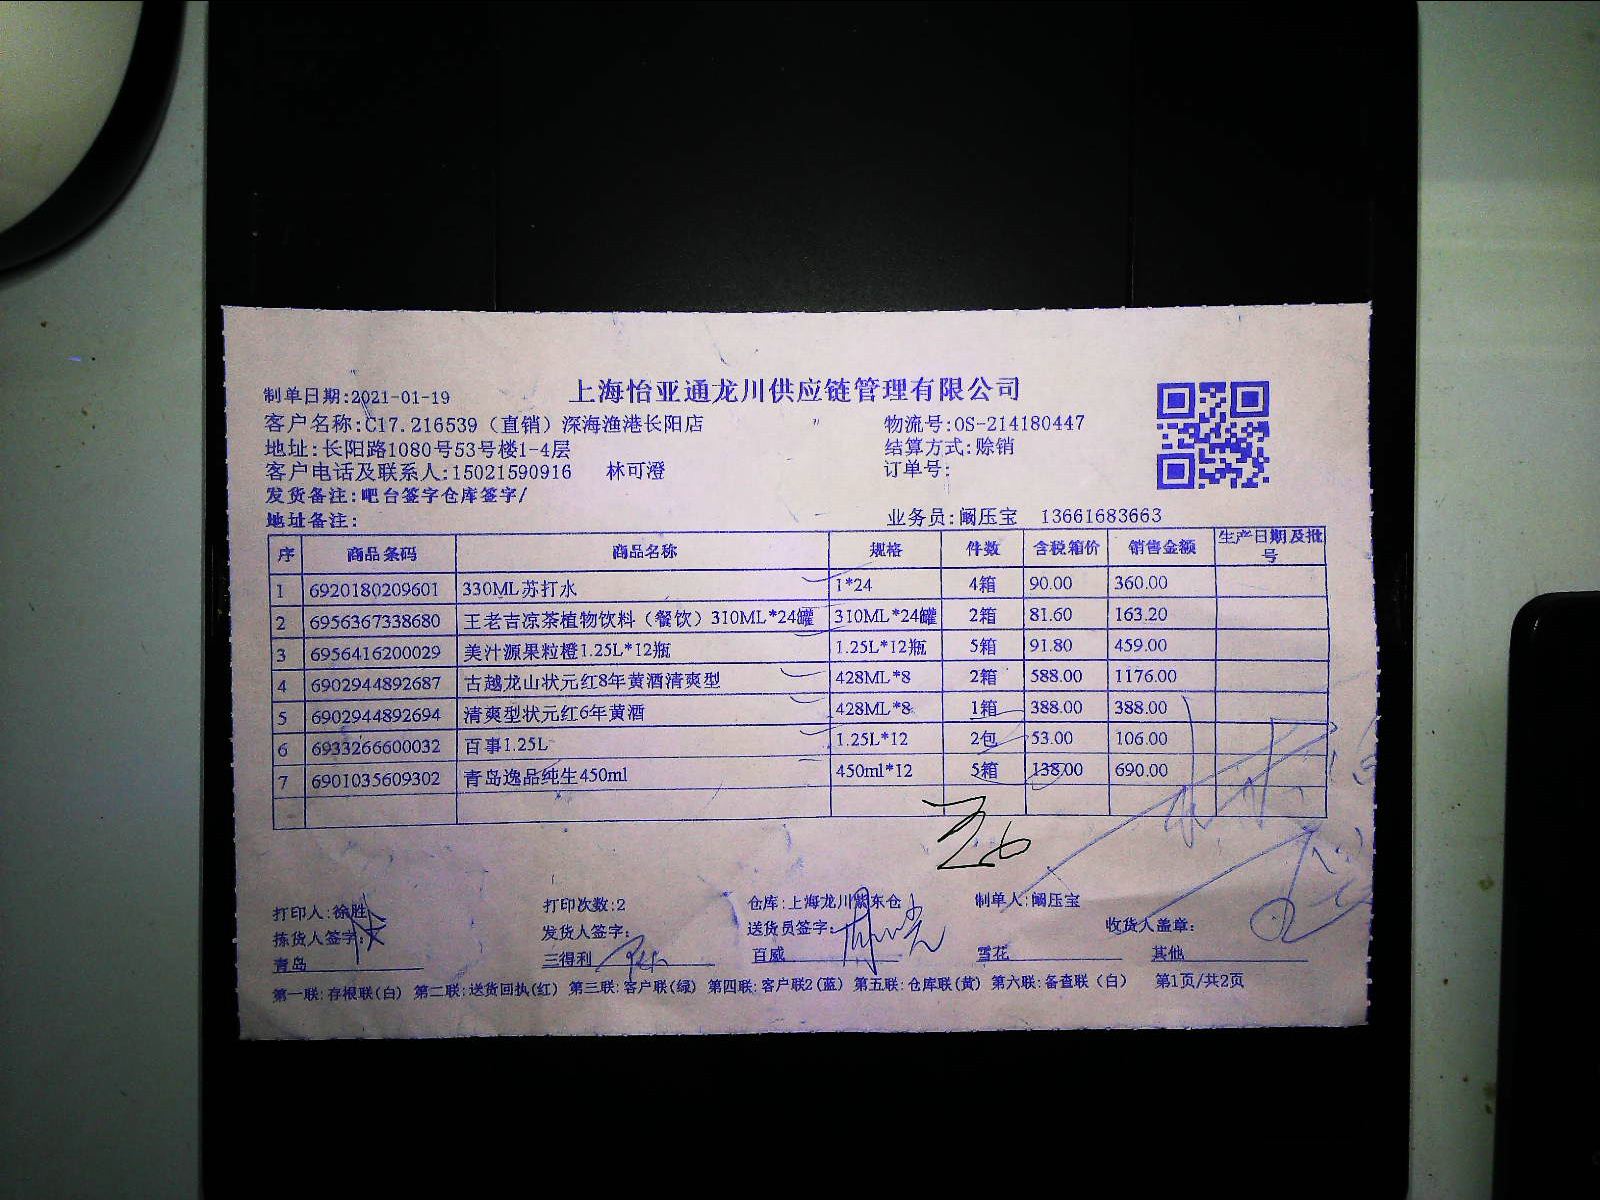 上海怡亚通龙川供应链管理有限公司
制单日期:2021-01-19
客户名称:C17.216539（直销）深海渔港长阳店 物流号:OS-214180447
地址:长阳路1080号53号楼1-4层 结算方式:赊销
客户电话及联系人:15021590916 林可澄 订单号:
发货备注:吧台签字仓库签字/
地址备注: 业务员:阚压宝 13661683663
序 商品条码 商品名称 规格 件数 含税箱价 销售金额 生产日期及批号
1 6920180209601 330ML苏打水 1*24 4箱 90.00 360.00
2 6956367338680 王老吉凉茶植物饮料（餐饮）310ML*24罐 310ML*24罐 2箱 81.60 163.20
3 6956416200029 美汁源果粒橙1.25L*12瓶 1.25L*12瓶 5箱 91.80 459.00
4 6902944892687 古越龙山状元红8年黄酒清爽型 428ML*8 2箱 588.00 1176.00
5 6902944892694 清爽型状元红6年黄酒 428ML*8 1箱 388.00 388.00
6 6933266600032 百事1.25L 1.25L*12 2包 53.00 106.00
7 6901035609302 青岛逸品纯生450ml 450ml*12 5箱 138.00 690.00
26
打印人:徐胜 打印次数:2 仓库:上海龙川紫东仓 制单人:阚压宝
拣货人签字: 发货人签字: 送货员签字: 收货人盖章:
青岛 三得利 百威 雪花 其他
第一联:存根联(白) 第二联:送货回执(红) 第三联:客户联(绿) 第四联:客户联2(蓝) 第五联:仓库联(黄) 第六联:备查联（白） 第1页/共2页